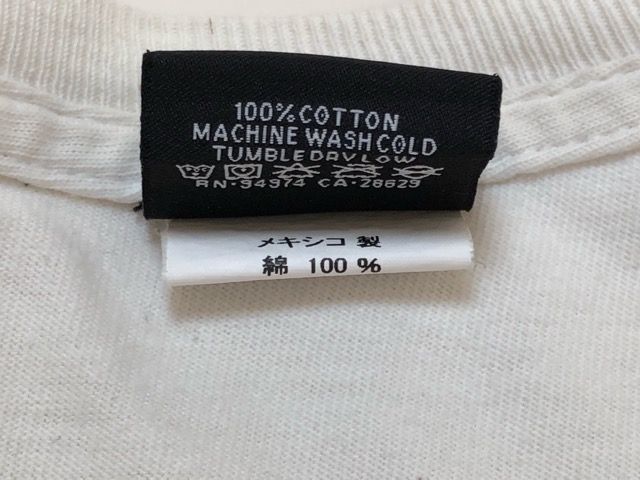 100% COTTON
MACHINE WASH COLD
TUMBLE DRY LOW
RN-94974 CA-28629
メキシコ 製
綿 100 %